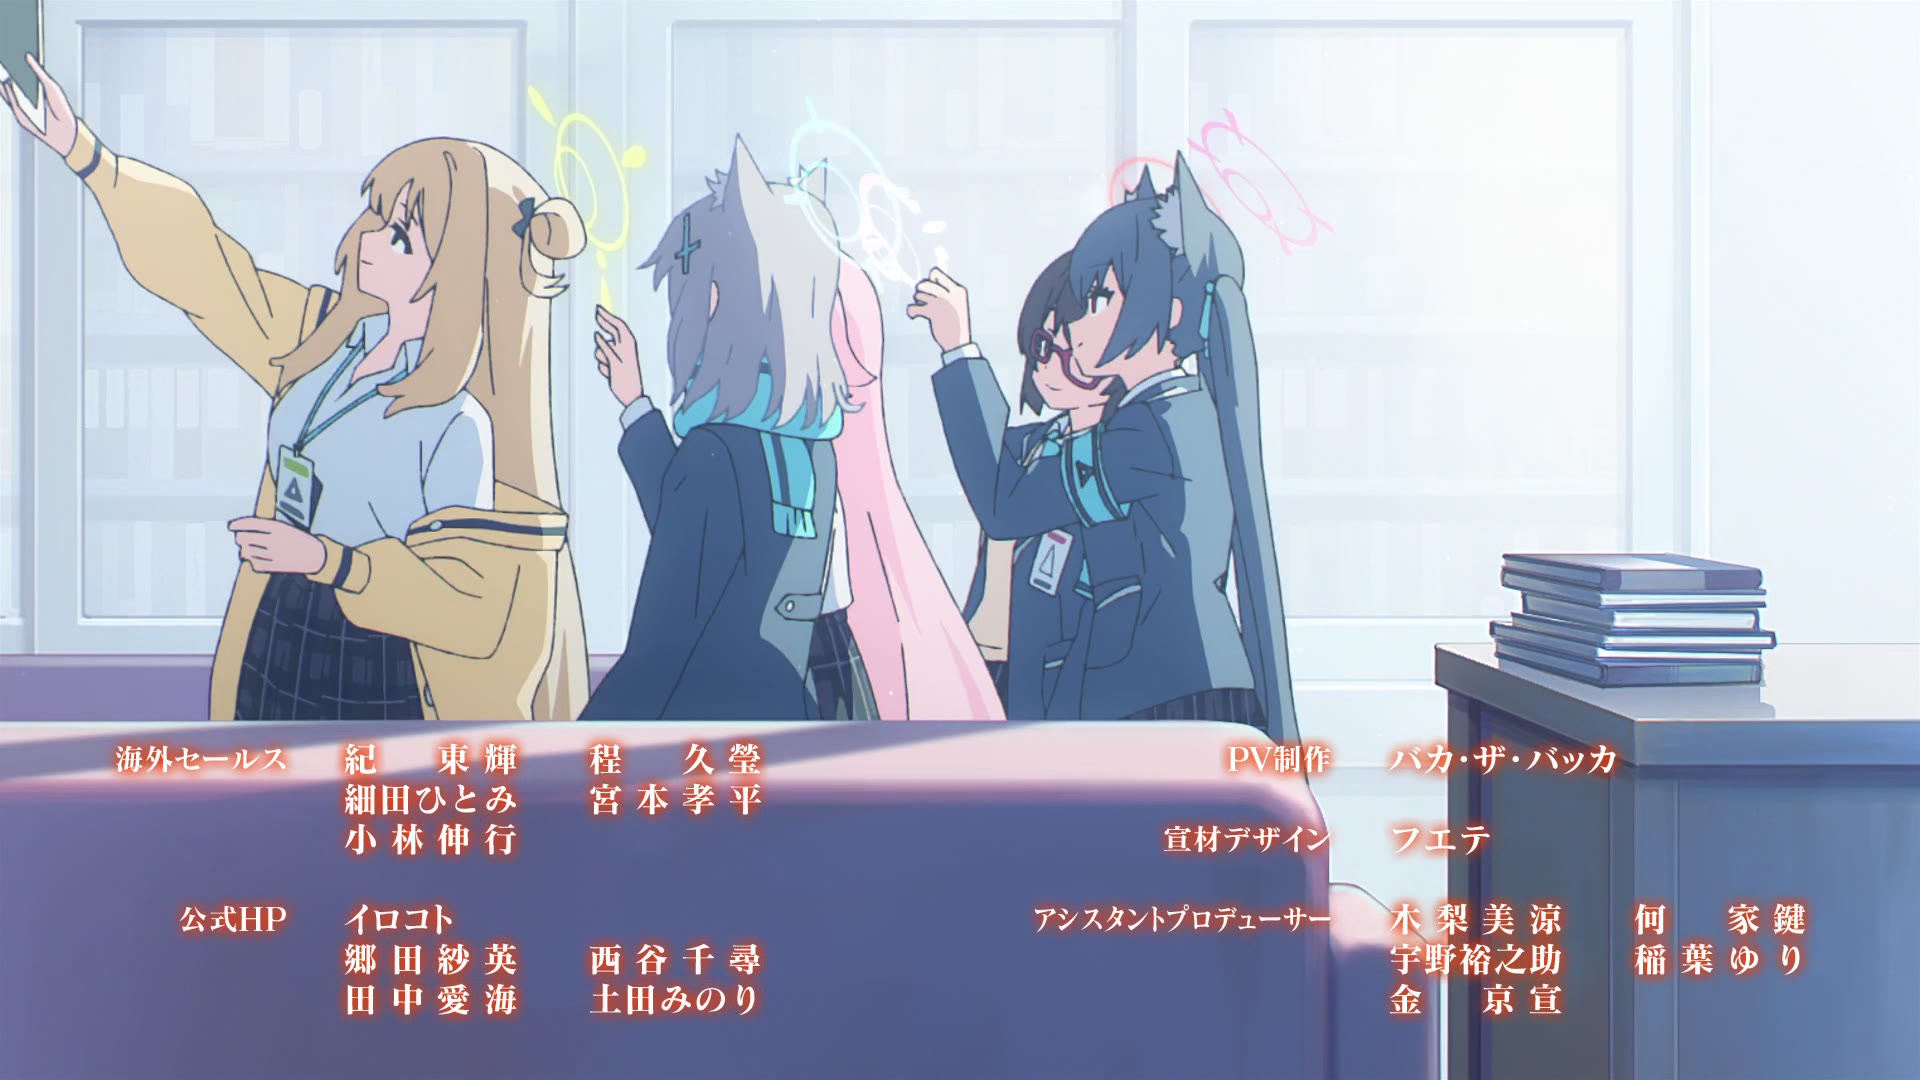 海外セールス 紀東輝 程久瑩
細田ひとみ 宮本孝平
小林伸行
公式HP イロコト
郷田紗英 西谷千尋
田中愛海 土田みのり
PV制作 バカ・ザ・バッカ
宣材デザイン フエテ
アシスタントプロデューサー 木梨美涼 何家鍵
宇野裕之助 稲葉ゆり
金京宣